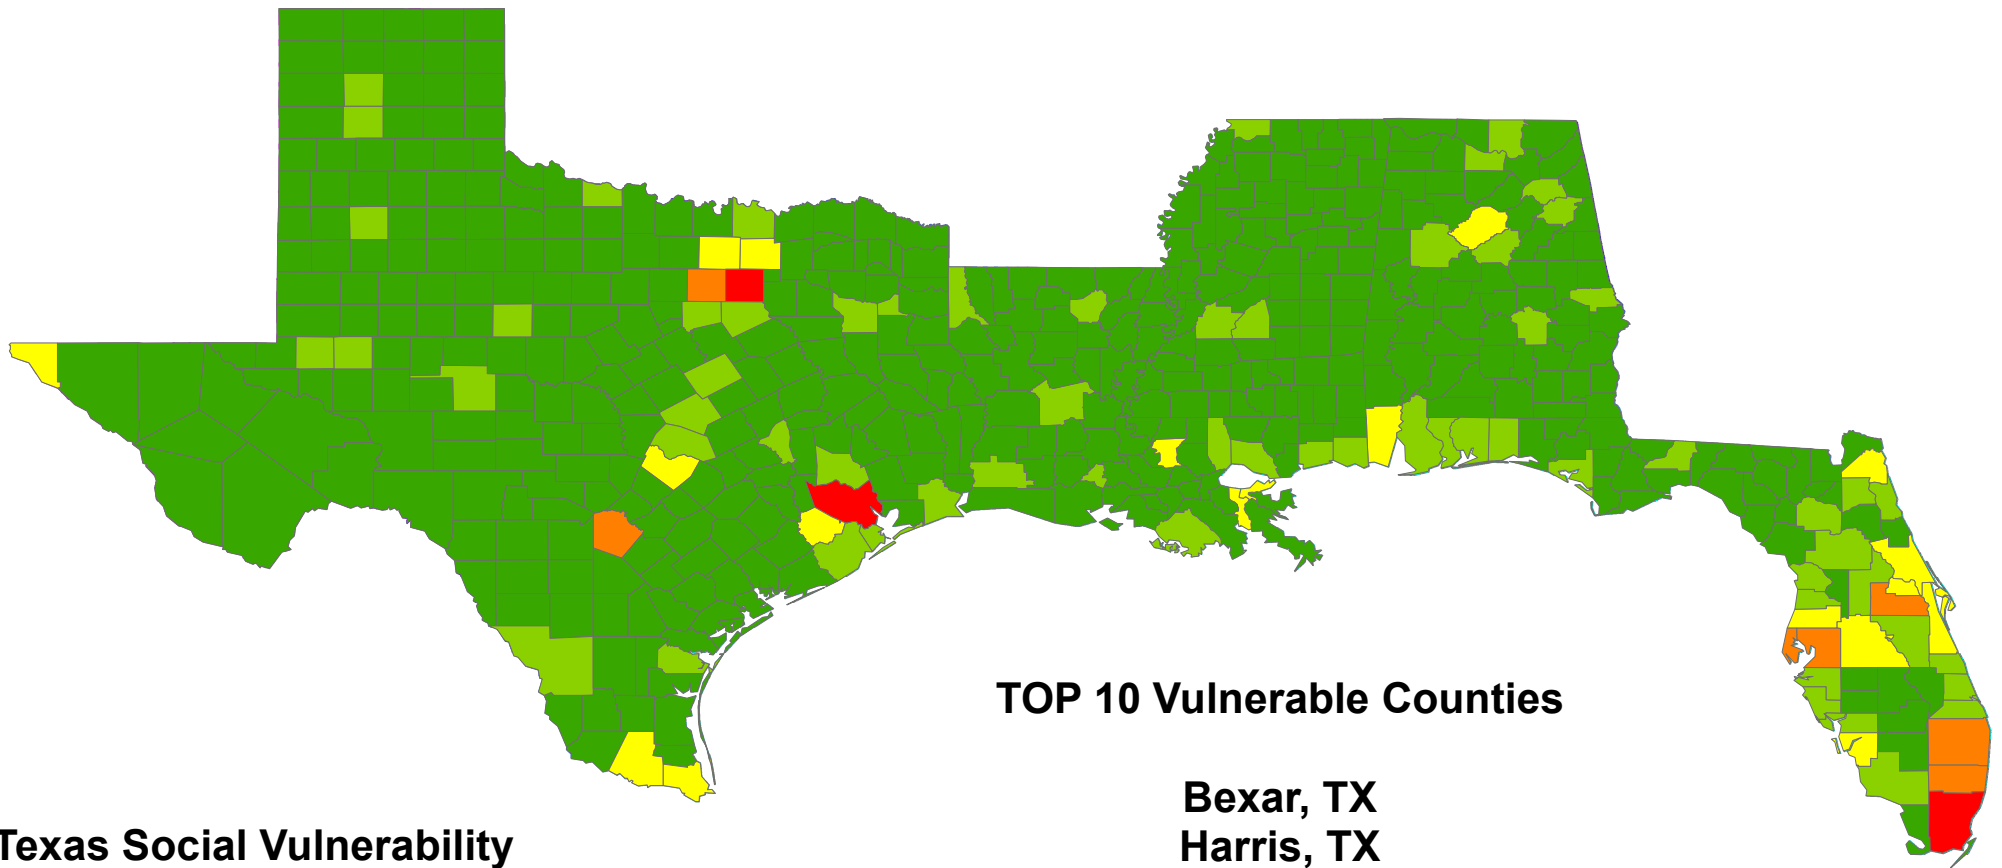 TOP 10 Vulnerable Counties
Bexar, TX
Harris, TX
Texas Social Vulnerability